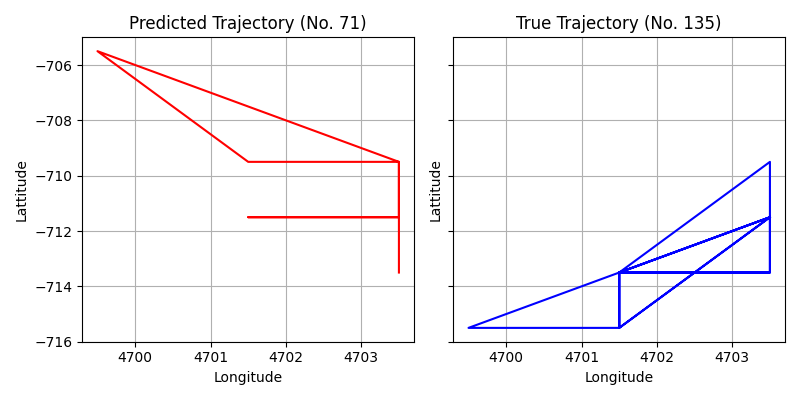 Predicted Trajectory (No. 71)
True Trajectory (No. 135)
Lattitude
−706
−708
−710
−712
−714
−716
4700 4701 4702 4703
Longitude
Lattitude
4700 4701 4702 4703
Longitude